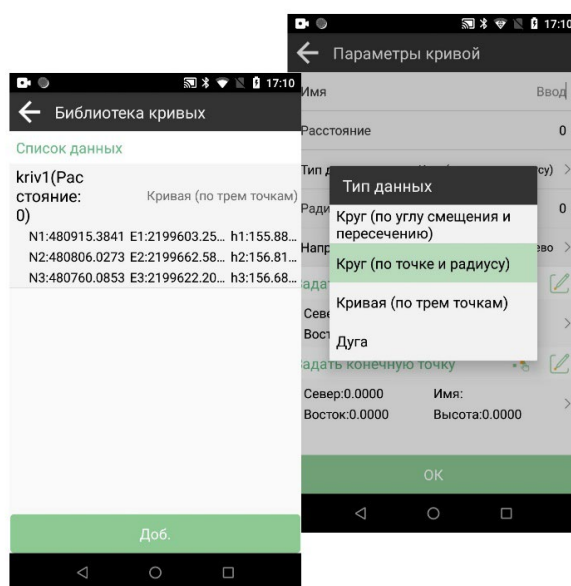 17:10
Библиотека кривых
Список данных
kriv1(Рас
стояние:
0)
Кривая (по трем точкам)
N1:480915.3841 E1:2199603.25... h1:155.88...
N2:480806.0273 E2:2199662.58... h2:156.81...
N3:480760.0853 E3:2199622.20... h3:156.68...
Доб.
17:10
Параметры кривой
Имя Ввод
Расстояние 0
Тип су)
Ради 0
Напр ево
Тип данных
Круг (по углу смещения и
пересечению)
Круг (по точке и радиусу)
Кривая (по трем точкам)
Дуга
адат
Севе
Вост
адать конечную точку
Север:0.0000 Имя:
Восток:0.0000 Высота:0.0000
OK